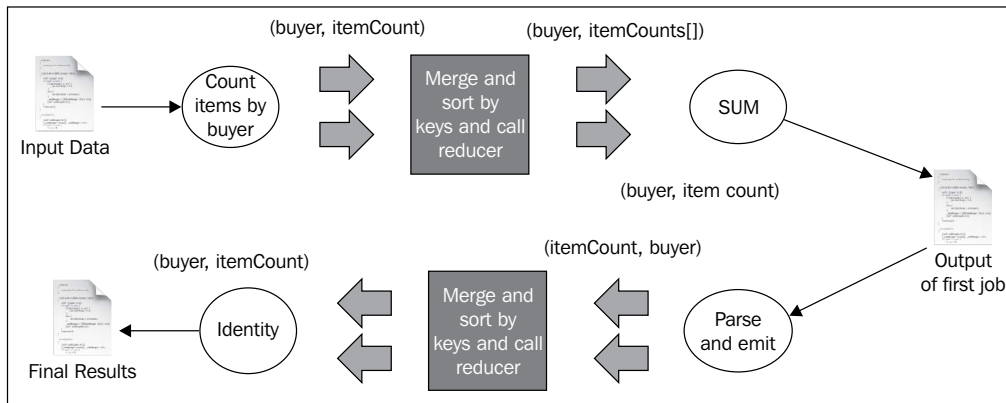 (buyer, itemCount)
(buyer, itemCounts[])
Input Data
Count
items by
buyer
Merge and
sort by
keys and call
reducer
SUM
(buyer, item count)
Output
of first job
(itemCount, buyer)
Parse
and emit
Merge and
sort by
keys and call
reducer
(buyer, itemCount)
Identity
Final Results